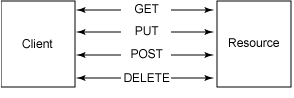 GET
PUT
Client
Resource
POST
DELETE